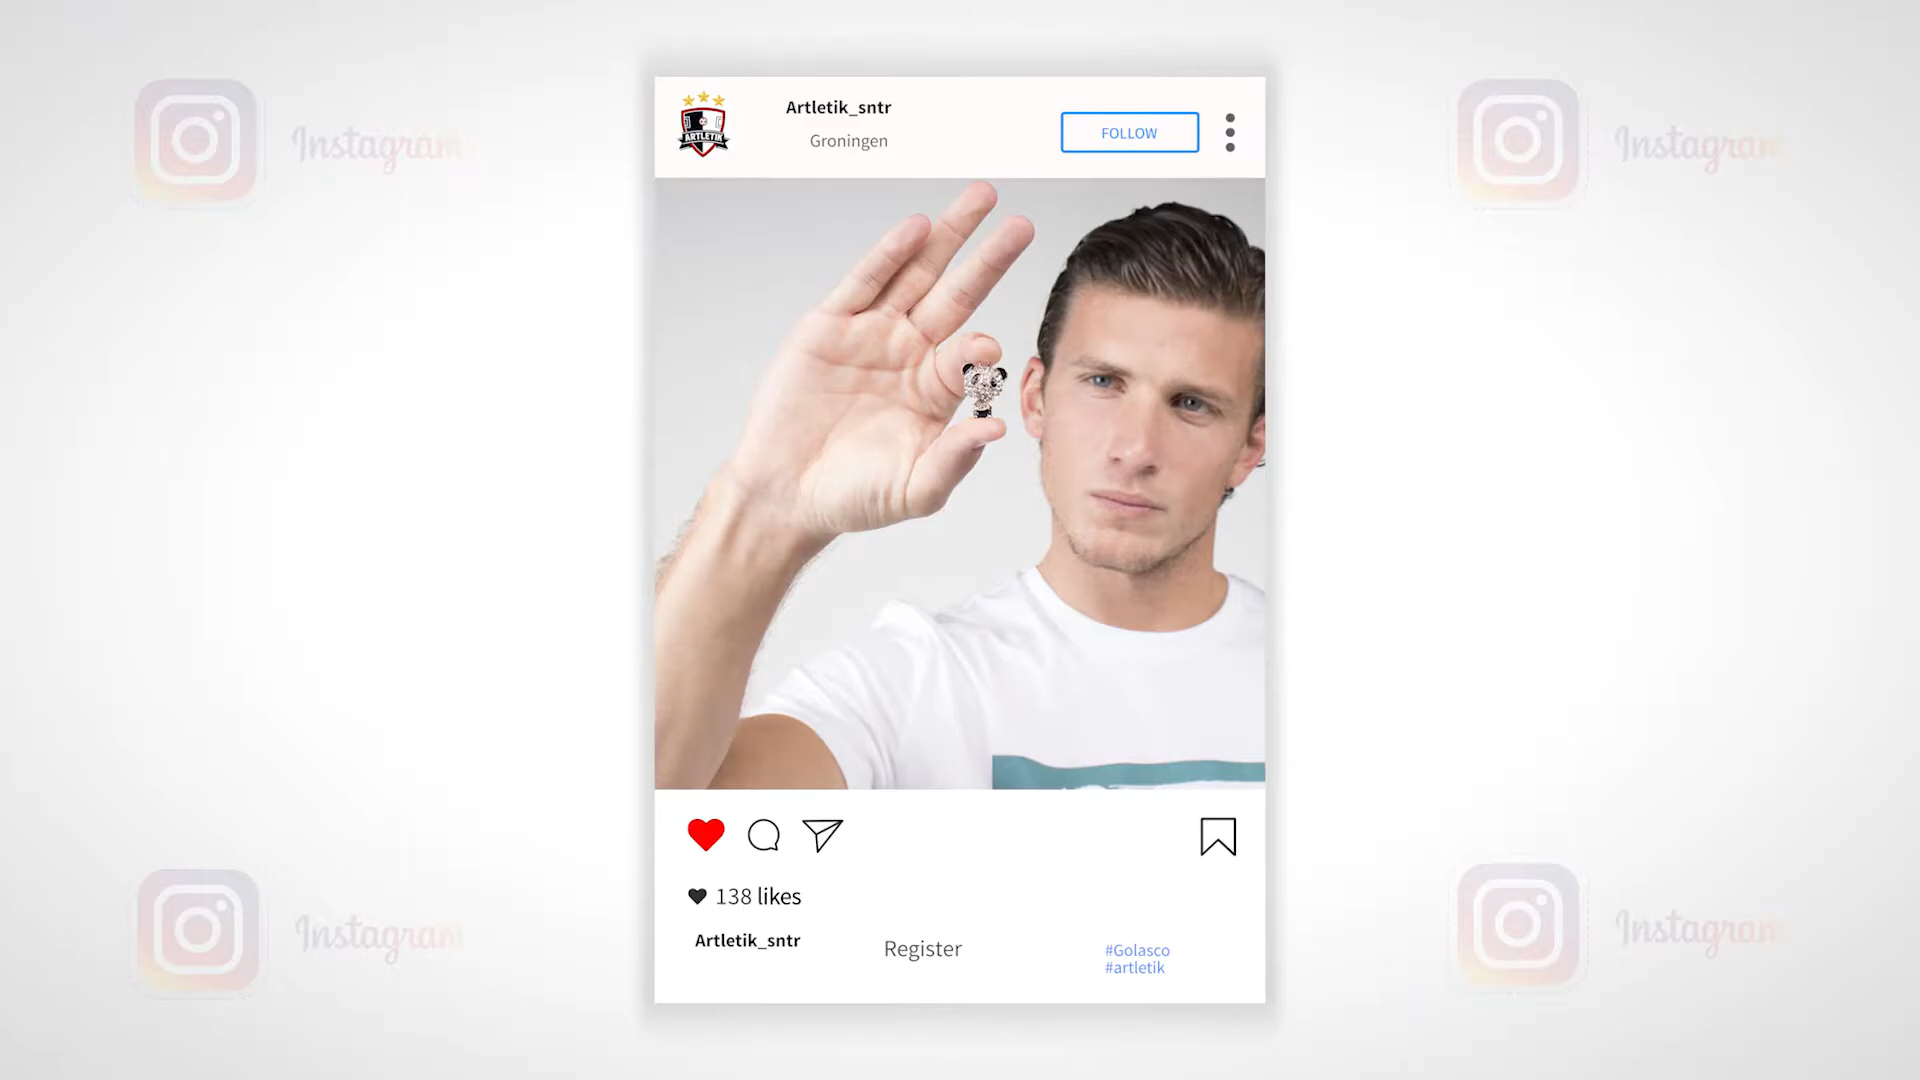 Instagram
Instagram
ARTLETIK
Artletik_sntr
Groningen
FOLLOW
138 likes
Artletik_sntr
Register
#Golasco
#artletik
Instagram
Instagram